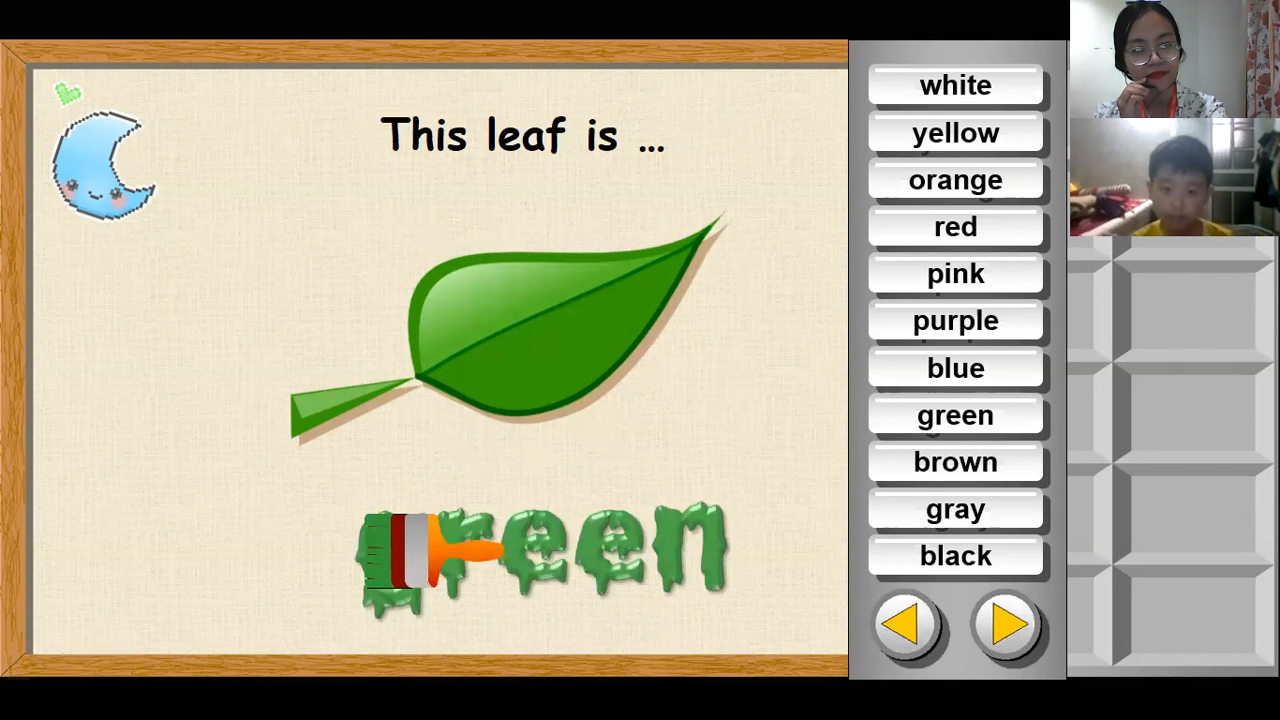 This leaf is ...
green
white
yellow
orange
red
pink
purple
blue
green
brown
gray
black